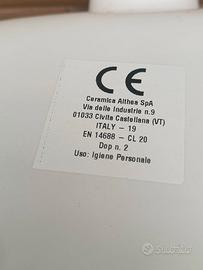 CE
Ceramica Althea SpA
Via delle Industrie n.9
01033 Civita Castellana (VT)
ITALY - 19
EN 14688 - CL 20
Dop n. 2
Uso: Igiene Personale
subito